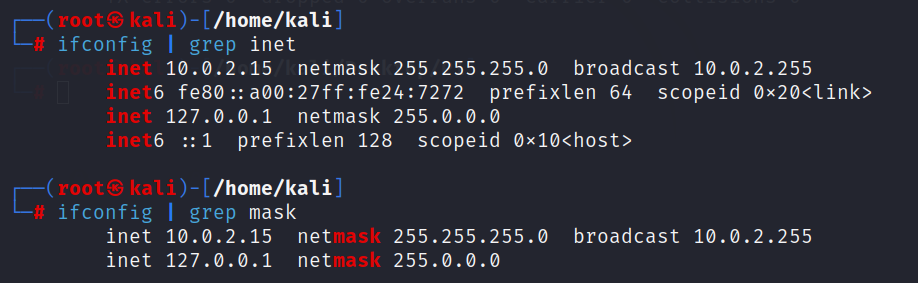 ┌──(root㉿kali)-[/home/kali]
└─# ifconfig | grep inet
inet 10.0.2.15  netmask 255.255.255.0  broadcast 10.0.2.255
inet6 fe80::a00:27ff:fe24:7272  prefixlen 64  scopeid 0×20<link>
inet 127.0.0.1  netmask 255.0.0.0
inet6 ::1  prefixlen 128  scopeid 0×10<host>
┌──(root㉿kali)-[/home/kali]
└─# ifconfig | grep mask
inet 10.0.2.15  netmask 255.255.255.0  broadcast 10.0.2.255
inet 127.0.0.1  netmask 255.0.0.0